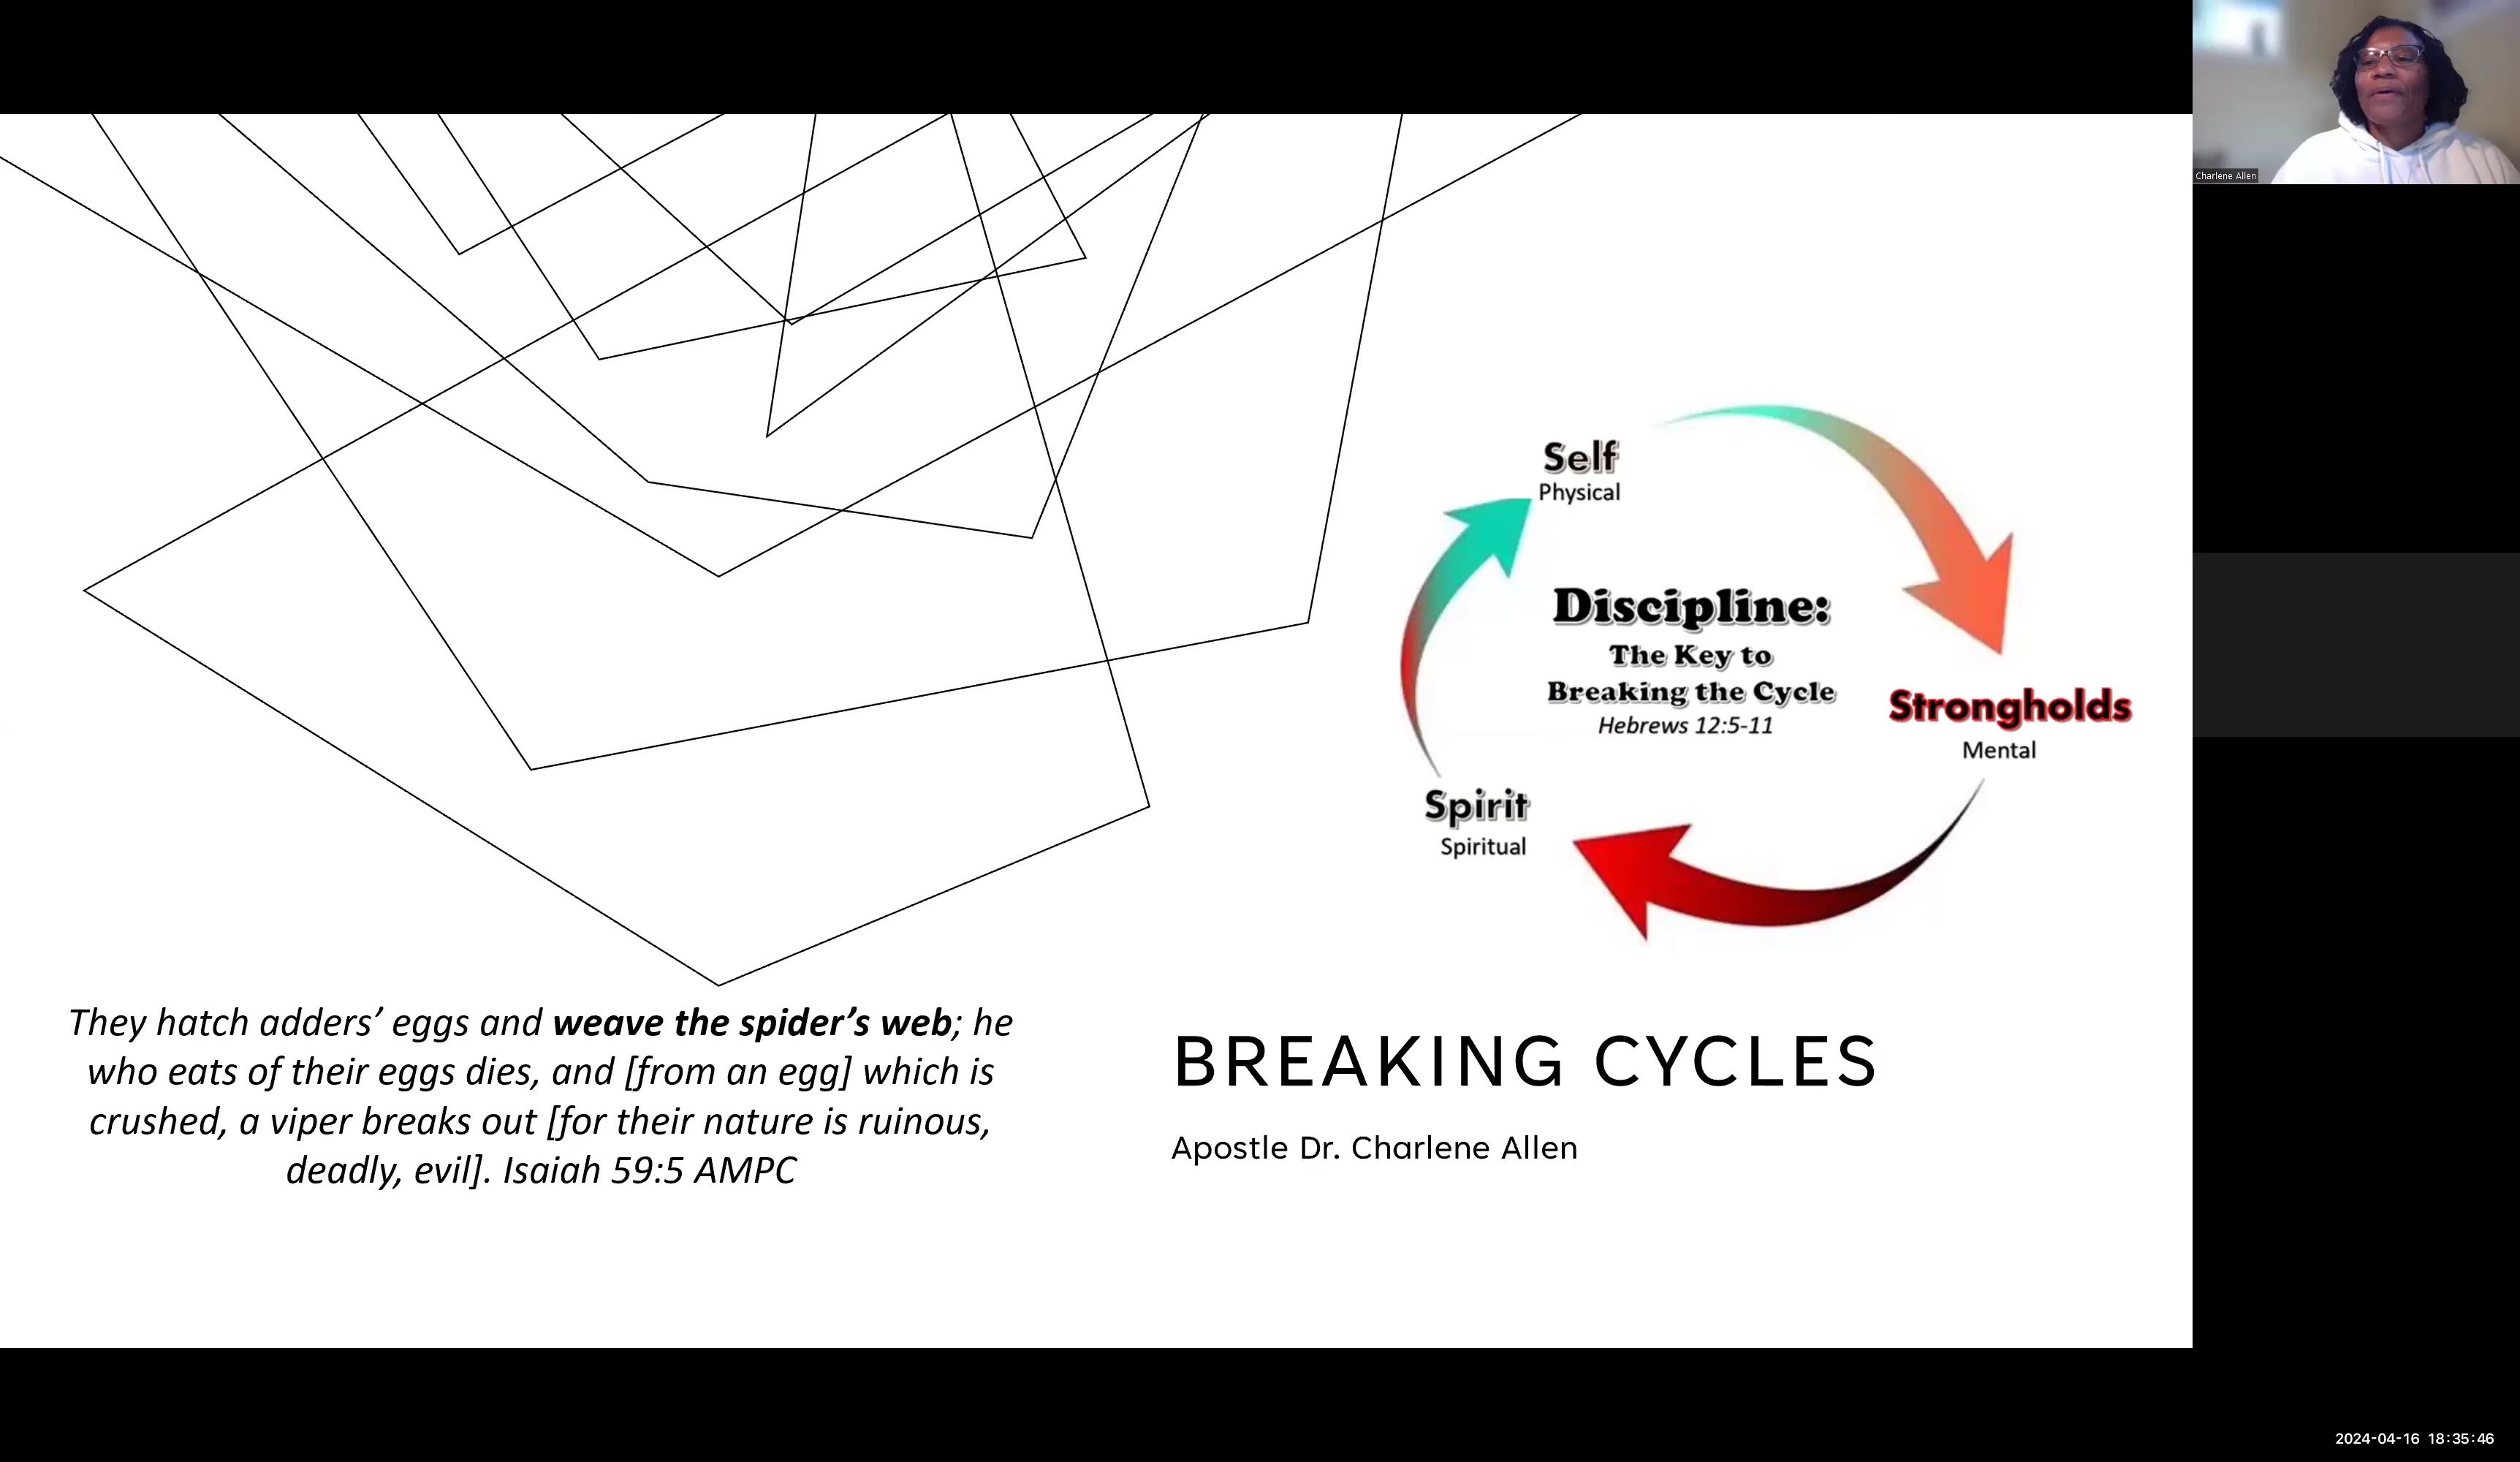 Charlene Allen
Self
Physical
Discipline:
The Key to
Breaking the Cycle
Hebrews 12:5-11
Strongholds
Mental
Spirit
Spiritual
They hatch adders’ eggs and weave the spider’s web; he
who eats of their eggs dies, and [from an egg] which is
crushed, a viper breaks out [for their nature is ruinous,
deadly, evil]. Isaiah 59:5 AMPC
BREAKING CYCLES
Apostle Dr. Charlene Allen
2024-04-16 18:35:46